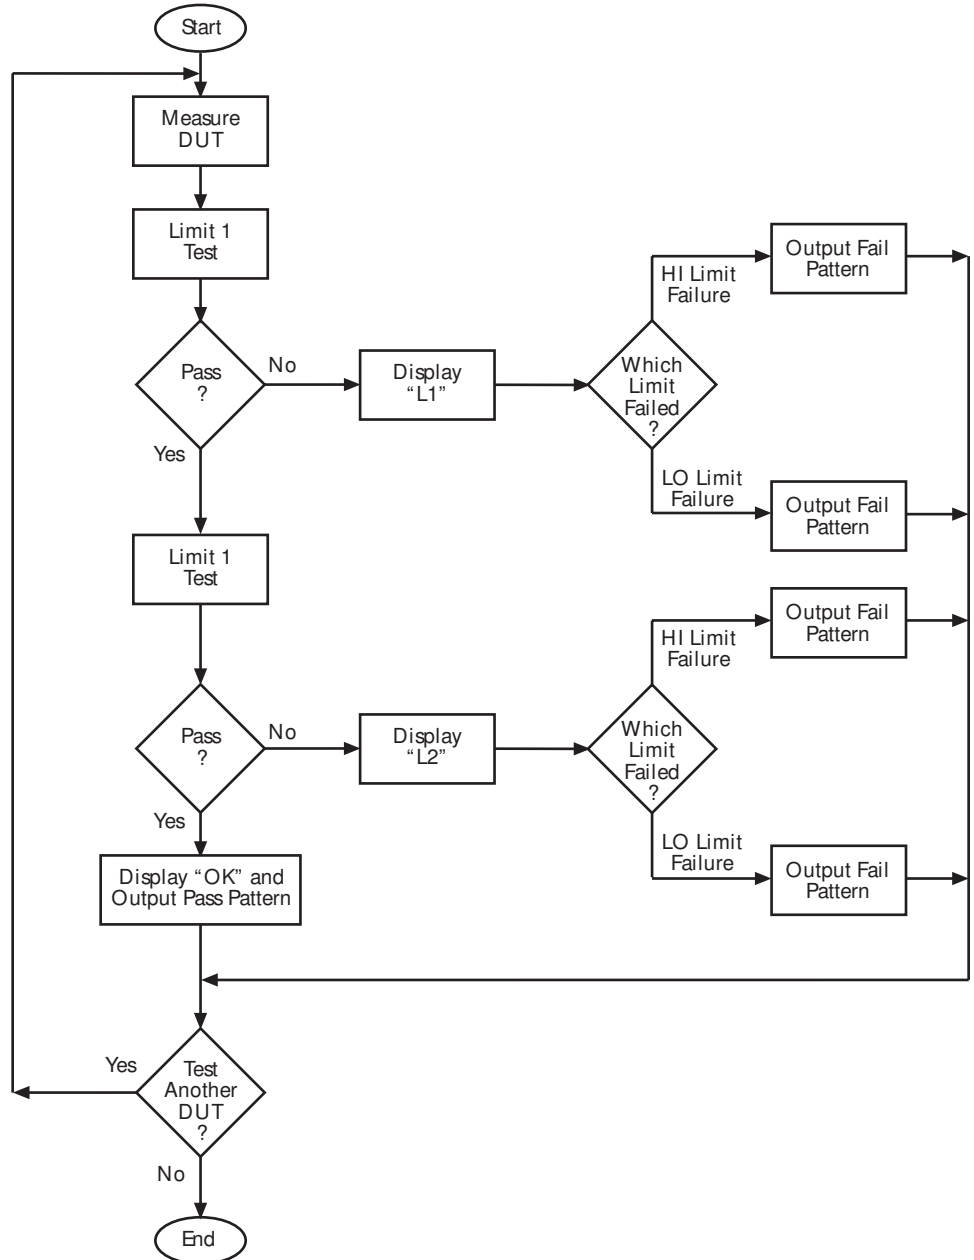 Start
Measure
DUT
Limit 1
Test
Pass
?
No
Yes
Display
“L1”
Which
Limit
Failed
?
HI Limit
Failure
Output Fail
Pattern
LO Limit
Failure
Output Fail
Pattern
Limit 1
Test
Pass
?
No
Yes
Display
“L2”
Which
Limit
Failed
?
HI Limit
Failure
Output Fail
Pattern
LO Limit
Failure
Output Fail
Pattern
Display “OK” and
Output Pass Pattern
Test
Another
DUT
?
Yes
No
End